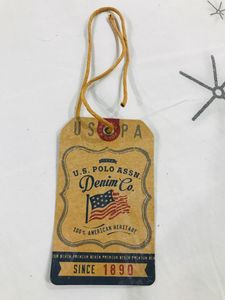 USPA
U.S. POLO ASSN.
Denim Co.
100% AMERICAN HERITAGE
SINCE 1890